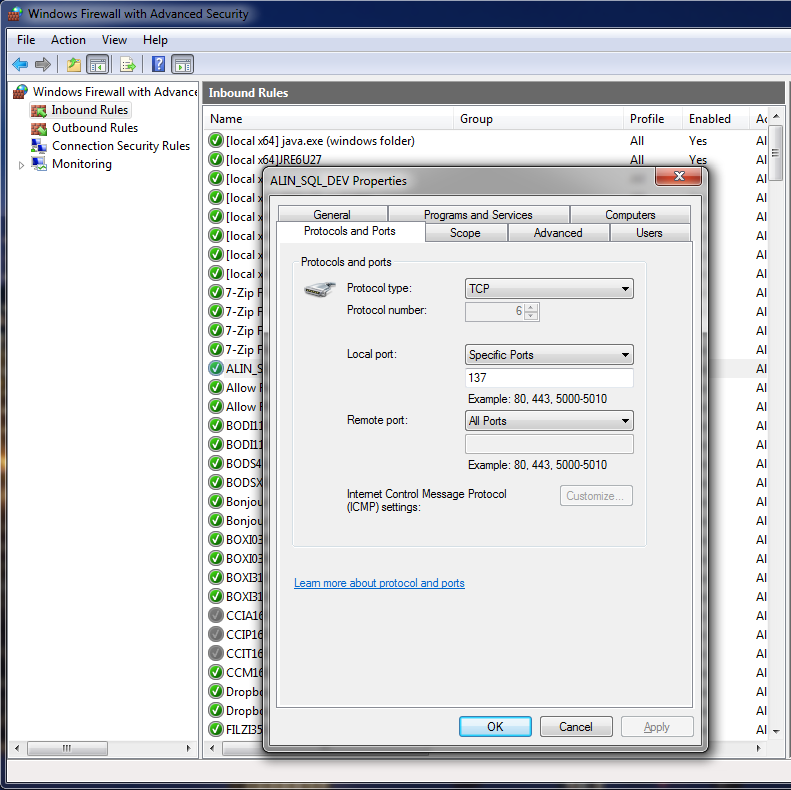 Windows Firewall with Advanced Security
File Action View Help
Windows Firewall with Advance
Inbound Rules
Outbound Rules
Connection Security Rules
Monitoring
Inbound Rules
Name Group Profile Enabled Ac
[local x64] java.exe (windows folder) All Yes Al
[local x64]JRE6U27 All Yes Al
[local x Al
[local x Al
[local x Al
[local x Al
[local x Al
[local x Al
7-Zip F Al
7-Zip F Al
7-Zip F Al
7-Zip F Al
ALIN_S Al
Allow F Al
Allow F Al
BODI11 Al
BODI11 Al
BODS4 Al
BODSX Al
Bonjou Al
Bonjou Al
BOXI03 Al
BOXI03 Al
BOXI31 Al
BOXI31 Al
CCIA16 Al
CCIP16 Al
CCIT16 Al
CCM16 Al
Dropbo Al
Dropbo Al
FILZI35 Al
ALIN_SQL_DEV Properties
General Programs and Services Computers
Protocols and Ports Scope Advanced Users
Protocols and ports
Protocol type: TCP
Protocol number: 6
Local port: Specific Ports
137
Example: 80, 443, 5000-5010
Remote port: All Ports
Example: 80, 443, 5000-5010
Internet Control Message Protocol
(ICMP) settings: Customize...
Learn more about protocol and ports
OK Cancel Apply